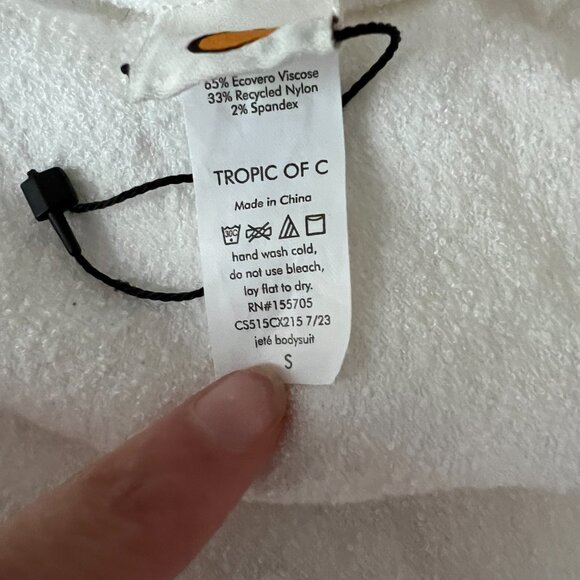 65% Ecovero Viscose
33% Recycled Nylon
2% Spandex
TROPIC OF C
Made in China
30C
hand wash cold,
do not use bleach,
lay flat to dry.
RN#155705
CS515CX215 7/23
jeté bodysuit
S